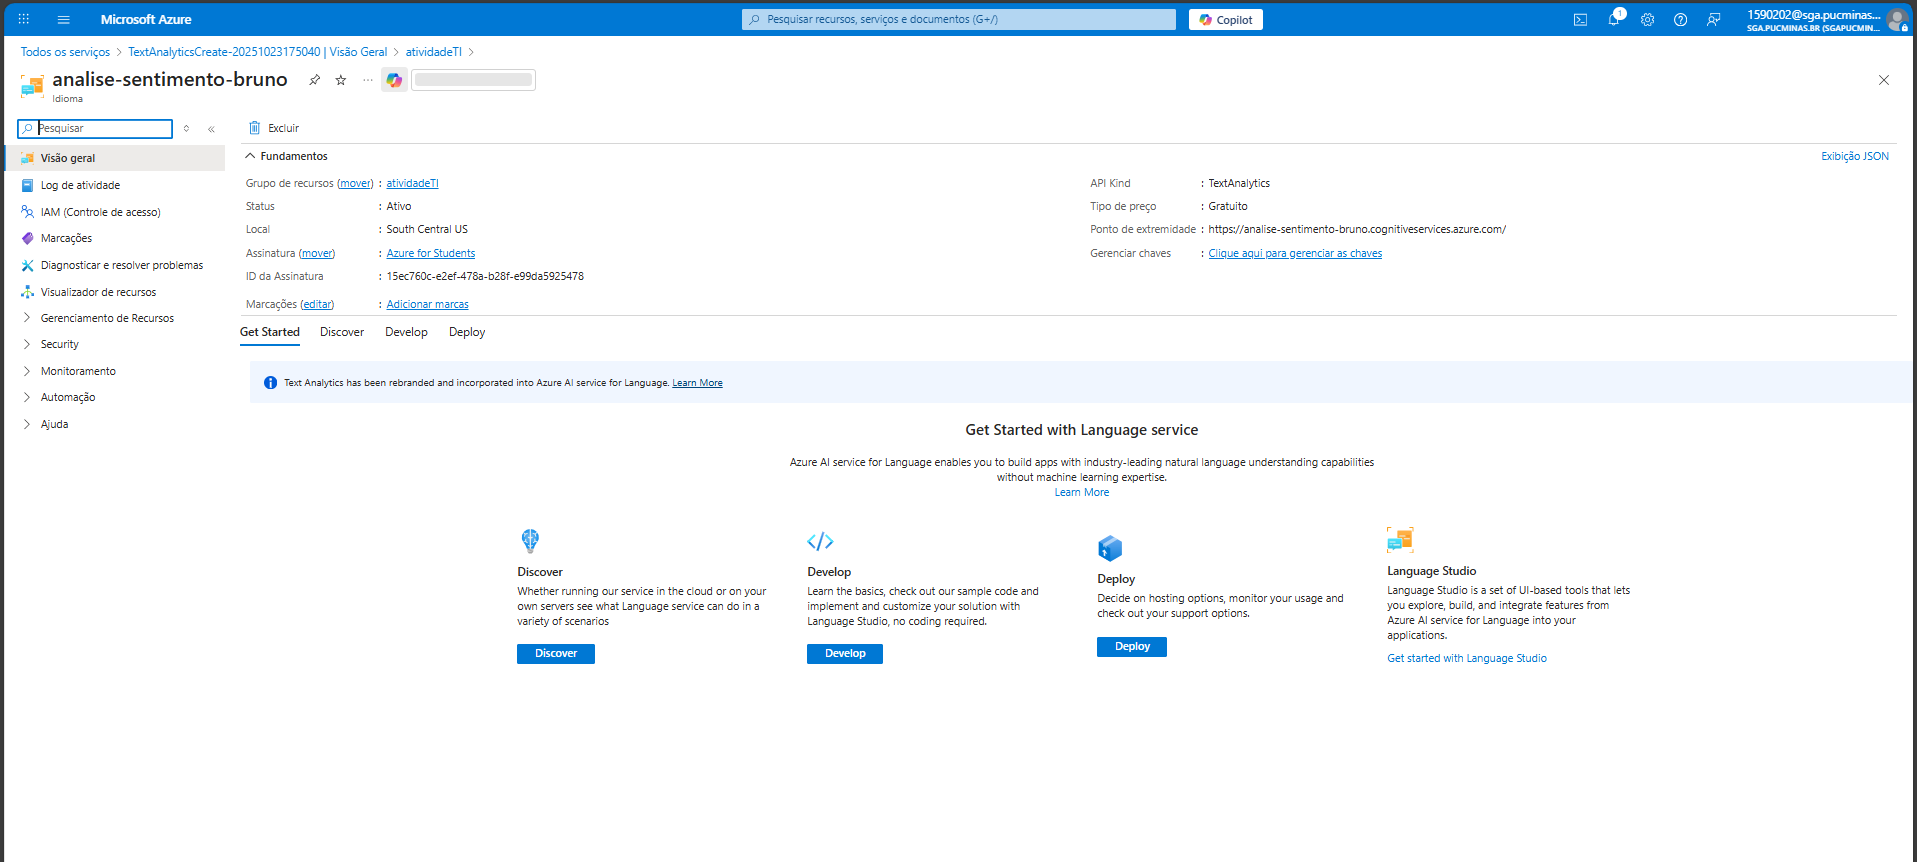 Microsoft Azure
Pesquisar recursos, serviços e documentos (G+/)
Copilot
1
1590202@sga.pucminas...
SGA.PUCMINAS.BR (SGAPUCMIN...
Todos os serviços > TextAnalyticsCreate-20251023175040 | Visão Geral > atividadeTI >
analise-sentimento-bruno
Idioma
Pesquisar
Excluir
Visão geral
Log de atividade
IAM (Controle de acesso)
Marcações
Diagnosticar e resolver problemas
Visualizador de recursos
Gerenciamento de Recursos
Security
Monitoramento
Automação
Ajuda
Fundamentos
Exibição JSON
Grupo de recursos (mover) : atividadeTI
Status : Ativo
Local : South Central US
Assinatura (mover) : Azure for Students
ID da Assinatura : 15ec760c-e2ef-478a-b28f-e99da5925478
Marcações (editar) : Adicionar marcas
API Kind : TextAnalytics
Tipo de preço : Gratuito
Ponto de extremidade : https://analise-sentimento-bruno.cognitiveservices.azure.com/
Gerenciar chaves : Clique aqui para gerenciar as chaves
Get Started Discover Develop Deploy
Text Analytics has been rebranded and incorporated into Azure AI service for Language. Learn More
Get Started with Language service
Azure AI service for Language enables you to build apps with industry-leading natural language understanding capabilities
without machine learning expertise.
Learn More
Discover
Whether running our service in the cloud or on your
own servers see what Language service can do in a
variety of scenarios
Discover
Develop
Learn the basics, check out our sample code and
implement and customize your solution with
Language Studio, no coding required.
Develop
Deploy
Decide on hosting options, monitor your usage and
check out your support options.
Deploy
Language Studio
Language Studio is a set of UI-based tools that lets
you explore, build, and integrate features from
Azure AI service for Language into your
applications.
Get started with Language Studio